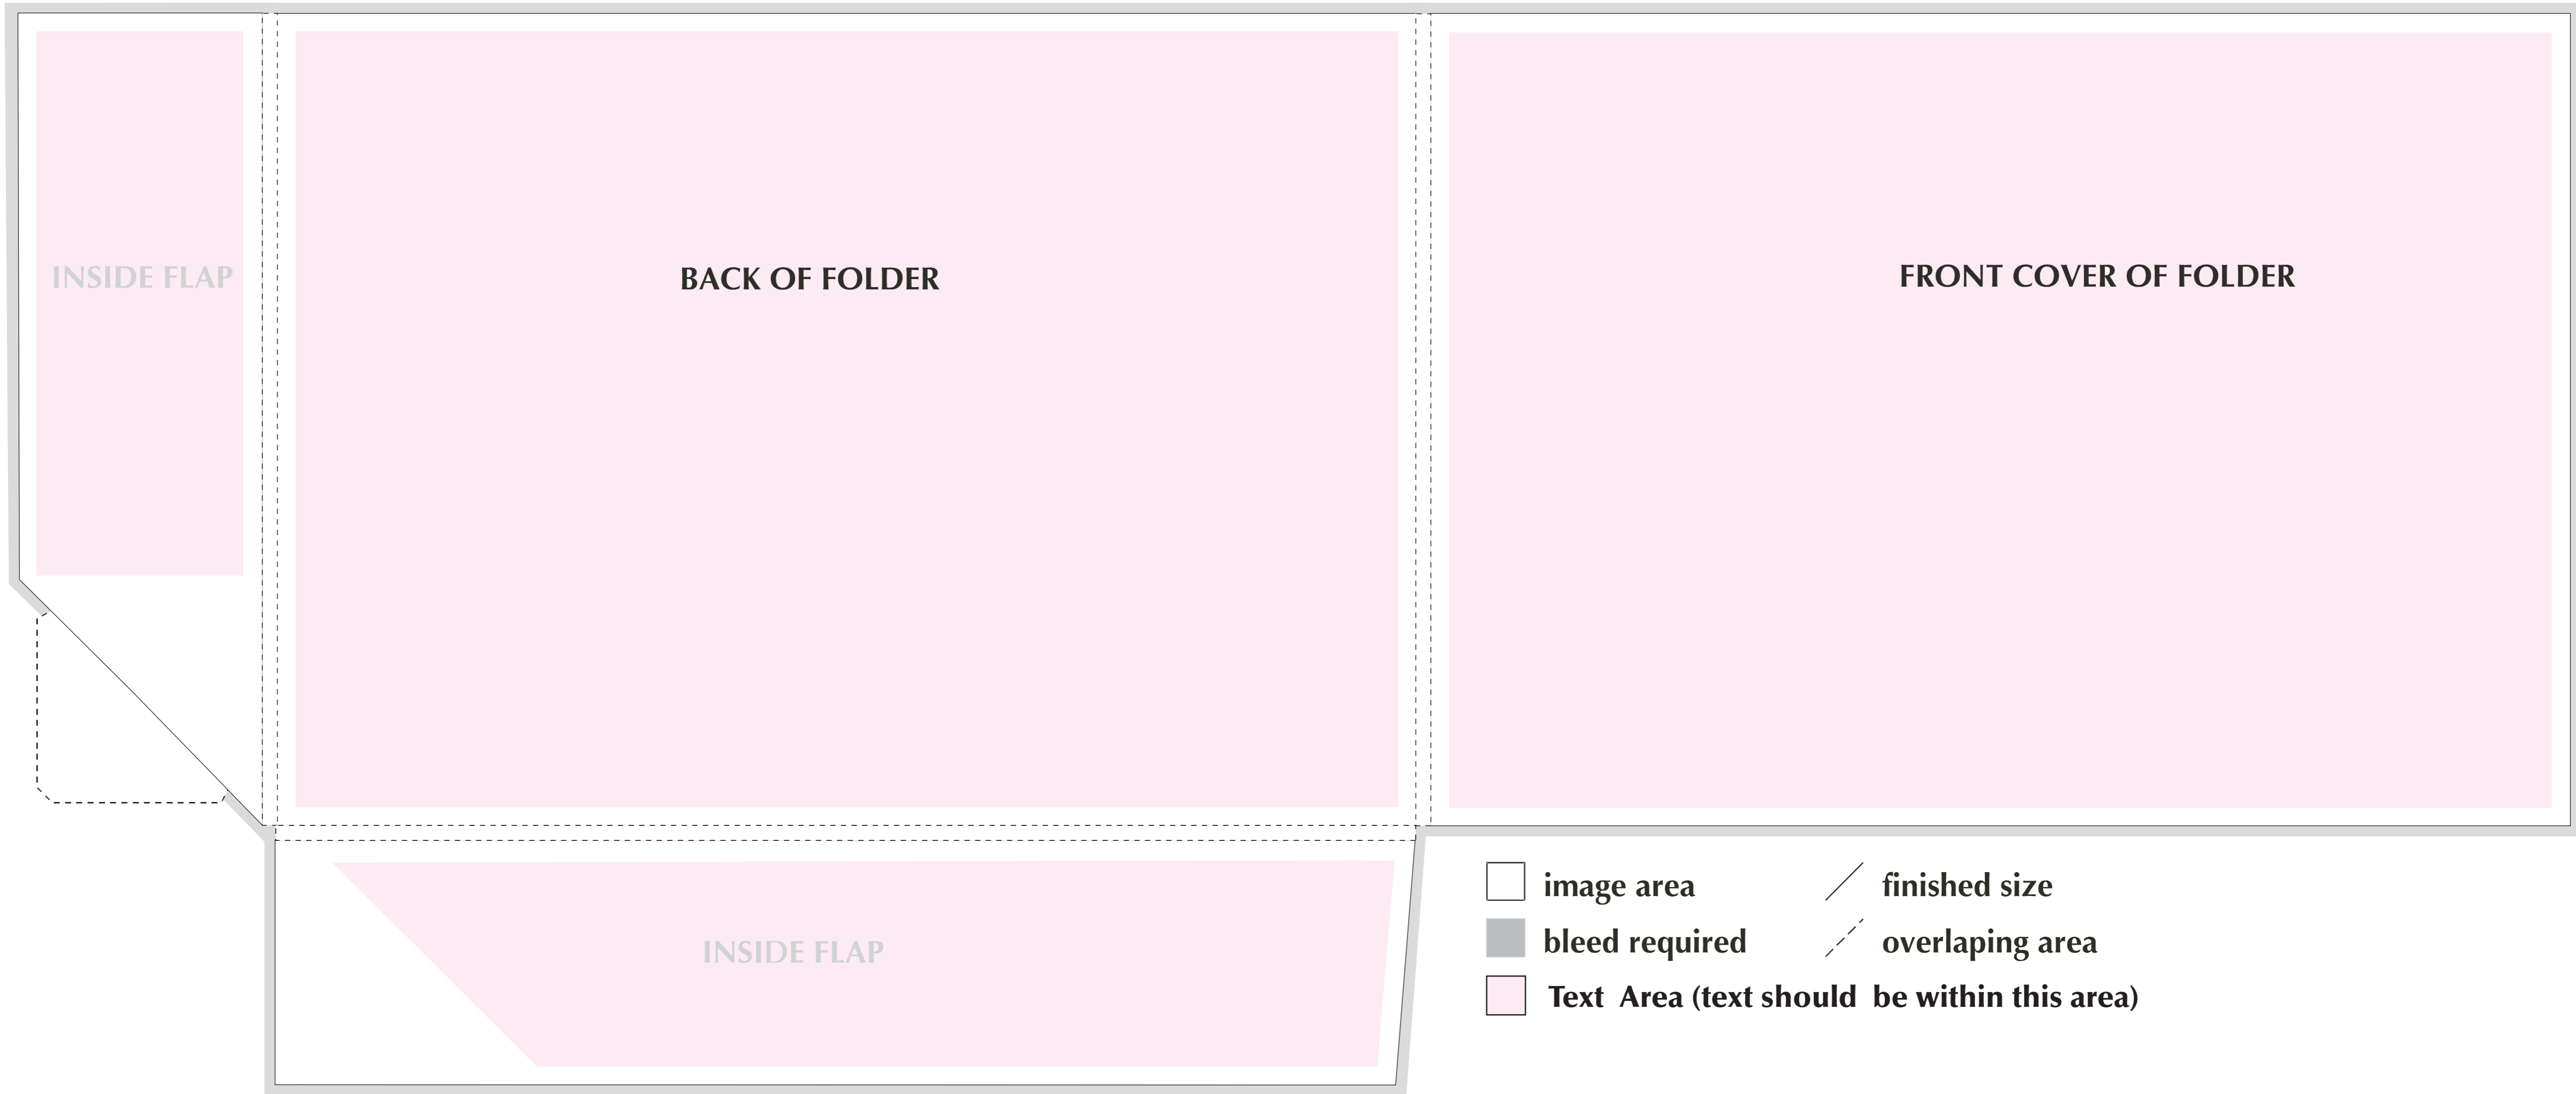 INSIDE FLAP
BACK OF FOLDER
FRONT COVER OF FOLDER
INSIDE FLAP
image area
finished size
bleed required
overlaping area
Text Area (text should be within this area)